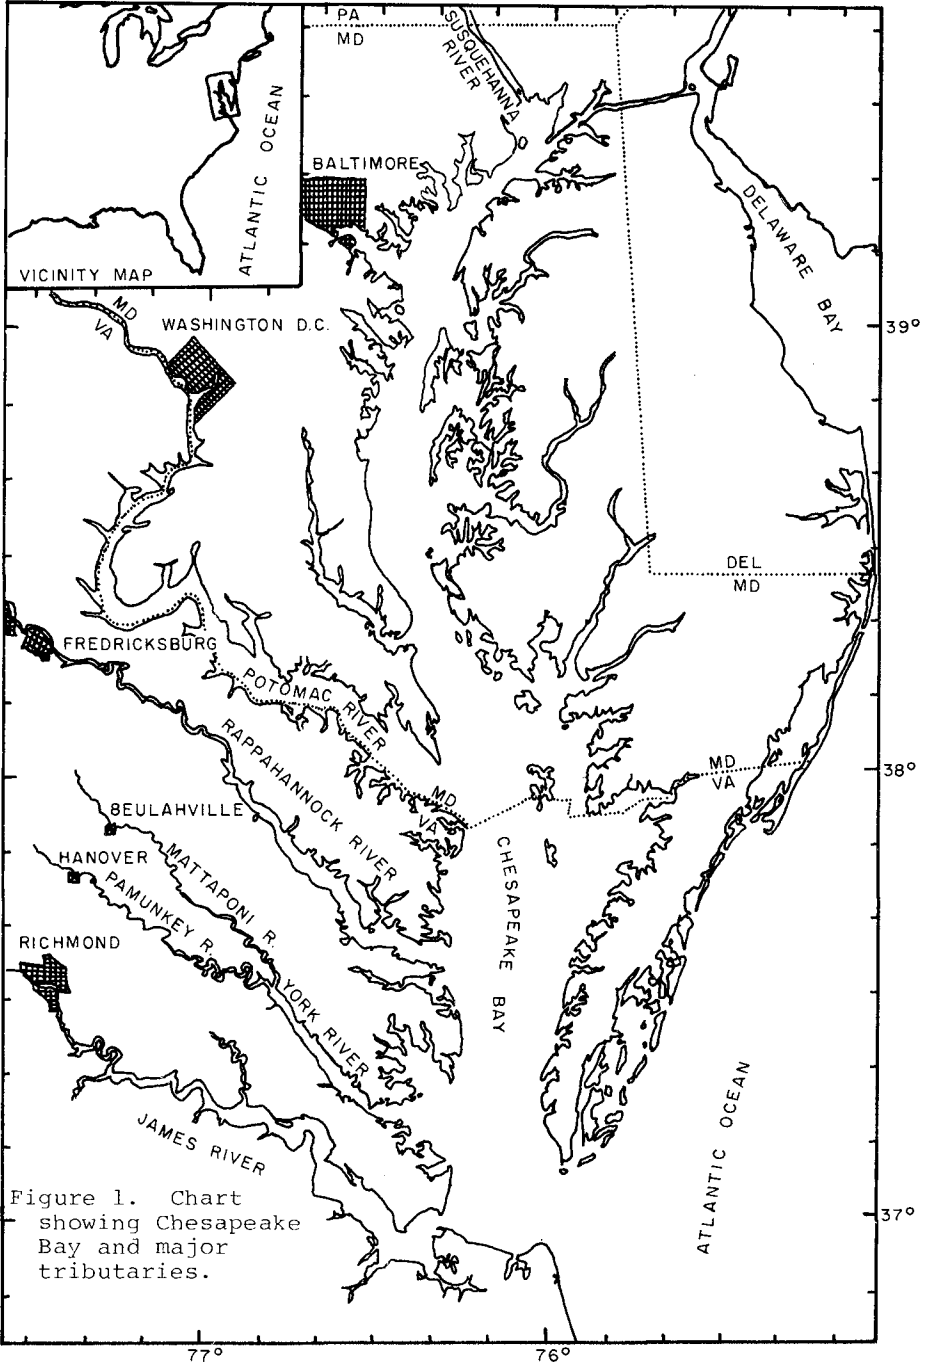 PA
MD
SUSQUEHANNA
RIVER
ATLANTIC OCEAN
VICINITY MAP
BALTIMORE
DELAWARE BAY
MD
VA
WASHINGTON D.C.
39°
DEL
MD
FREDRICKSBURG
POTOMAC RIVER
RAPPAHANNOCK RIVER
MD
VA
38°
MD
VA
BEULAHVILLE
HANOVER
MATTAPONI R.
PAMUNKEY R.
CHESAPEAKE BAY
RICHMOND
YORK RIVER
JAMES RIVER
ATLANTIC OCEAN
37°
Figure 1. Chart
showing Chesapeake
Bay and major
tributaries.
77°
76°